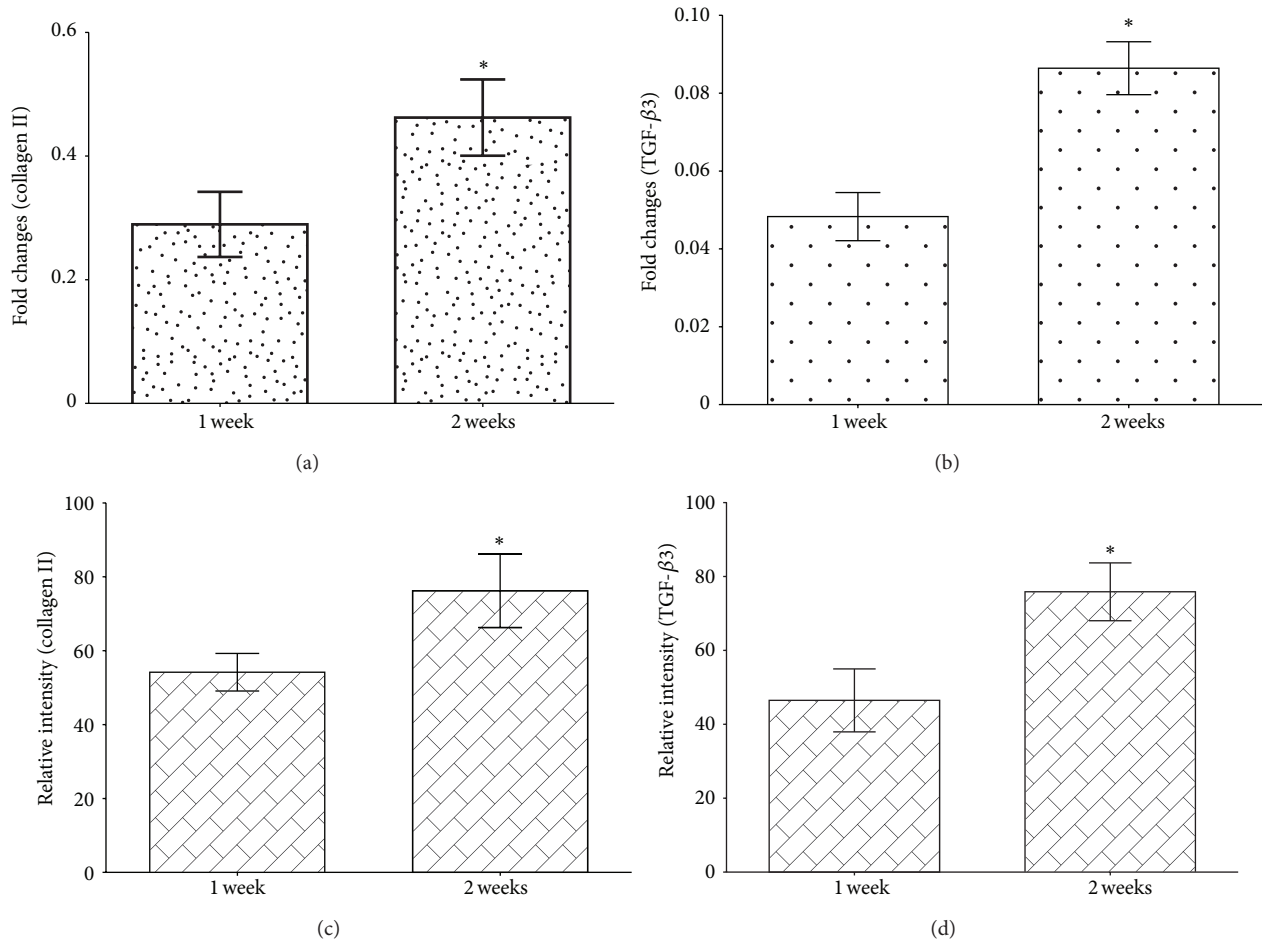 0.6
0.4
0.2
0
Fold changes (collagen II)
*
1 week
2 weeks
(a)
0.10
0.08
0.06
0.04
0.02
0
Fold changes (TGF-β3)
*
1 week
2 weeks
(b)
100
80
60
40
20
0
Relative intensity (collagen II)
*
1 week
2 weeks
(c)
100
80
60
40
20
0
Relative intensity (TGF-β3)
*
1 week
2 weeks
(d)